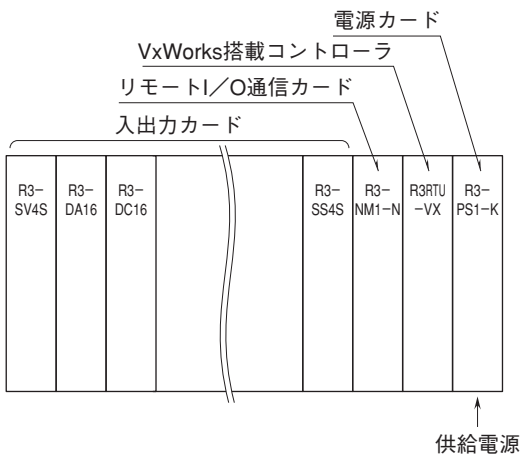 電源カード
VxWorks搭載コントローラ
リモートI／O通信カード
入出力カード
R3−
SV4S
R3−
DA16
R3−
DC16
R3−
SS4S
R3−
NM1−N
R3RTU
−VX
R3−
PS1−K
供給電源